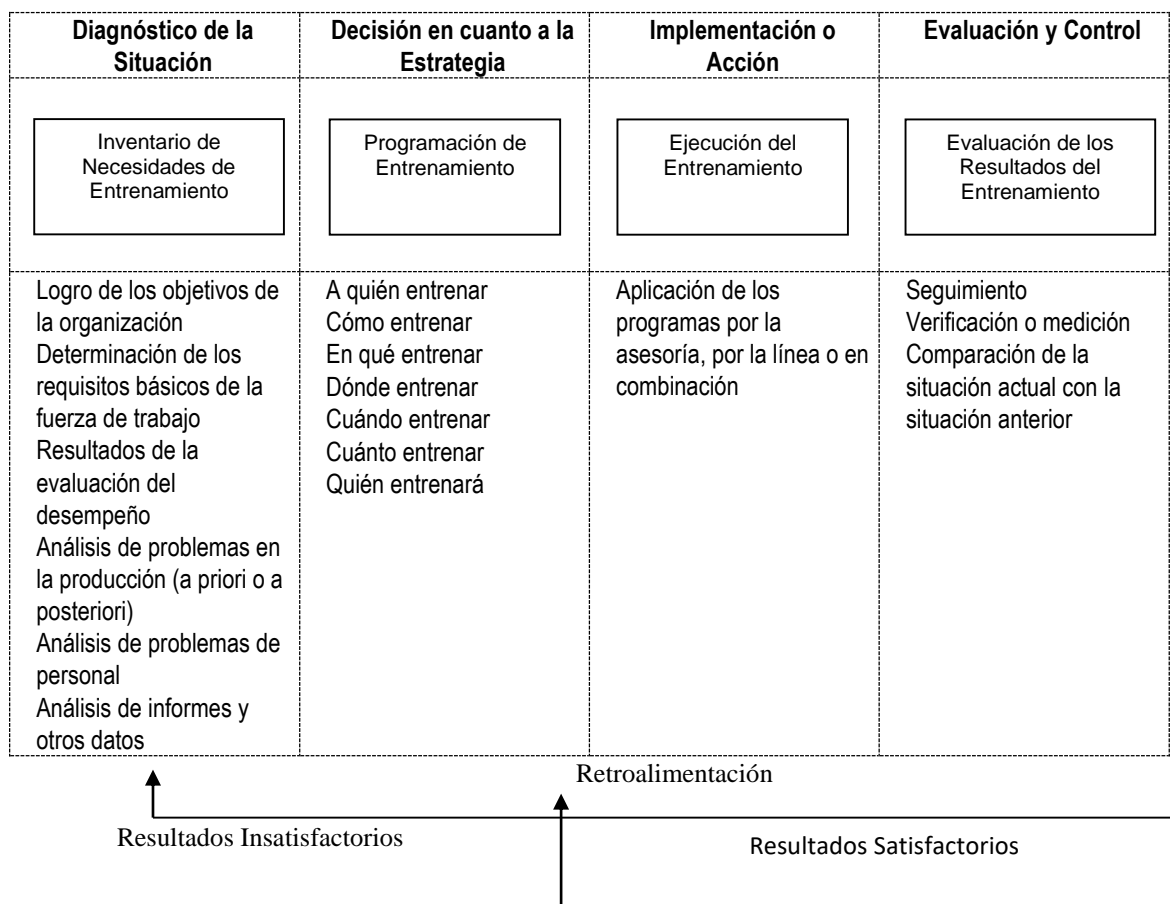 Diagnóstico de la
Situación
Decisión en cuanto a la
Estrategia
Implementación o
Acción
Evaluación y Control
Inventario de
Necesidades de
Entrenamiento
Programación de
Entrenamiento
Ejecución del
Entrenamiento
Evaluación de los
Resultados del
Entrenamiento
Logro de los objetivos de
la organización
Determinación de los
requisitos básicos de la
fuerza de trabajo
Resultados de la
evaluación del
desempeño
Análisis de problemas en
la producción (a priori o a
posteriori)
Análisis de problemas de
personal
Análisis de informes y
otros datos
A quién entrenar
Cómo entrenar
En qué entrenar
Dónde entrenar
Cuándo entrenar
Cuánto entrenar
Quién entrenará
Aplicación de los
programas por la
asesoría, por la línea o en
combinación
Seguimiento
Verificación o medición
Comparación de la
situación actual con la
situación anterior
Retroalimentación
Resultados Insatisfactorios
Resultados Satisfactorios